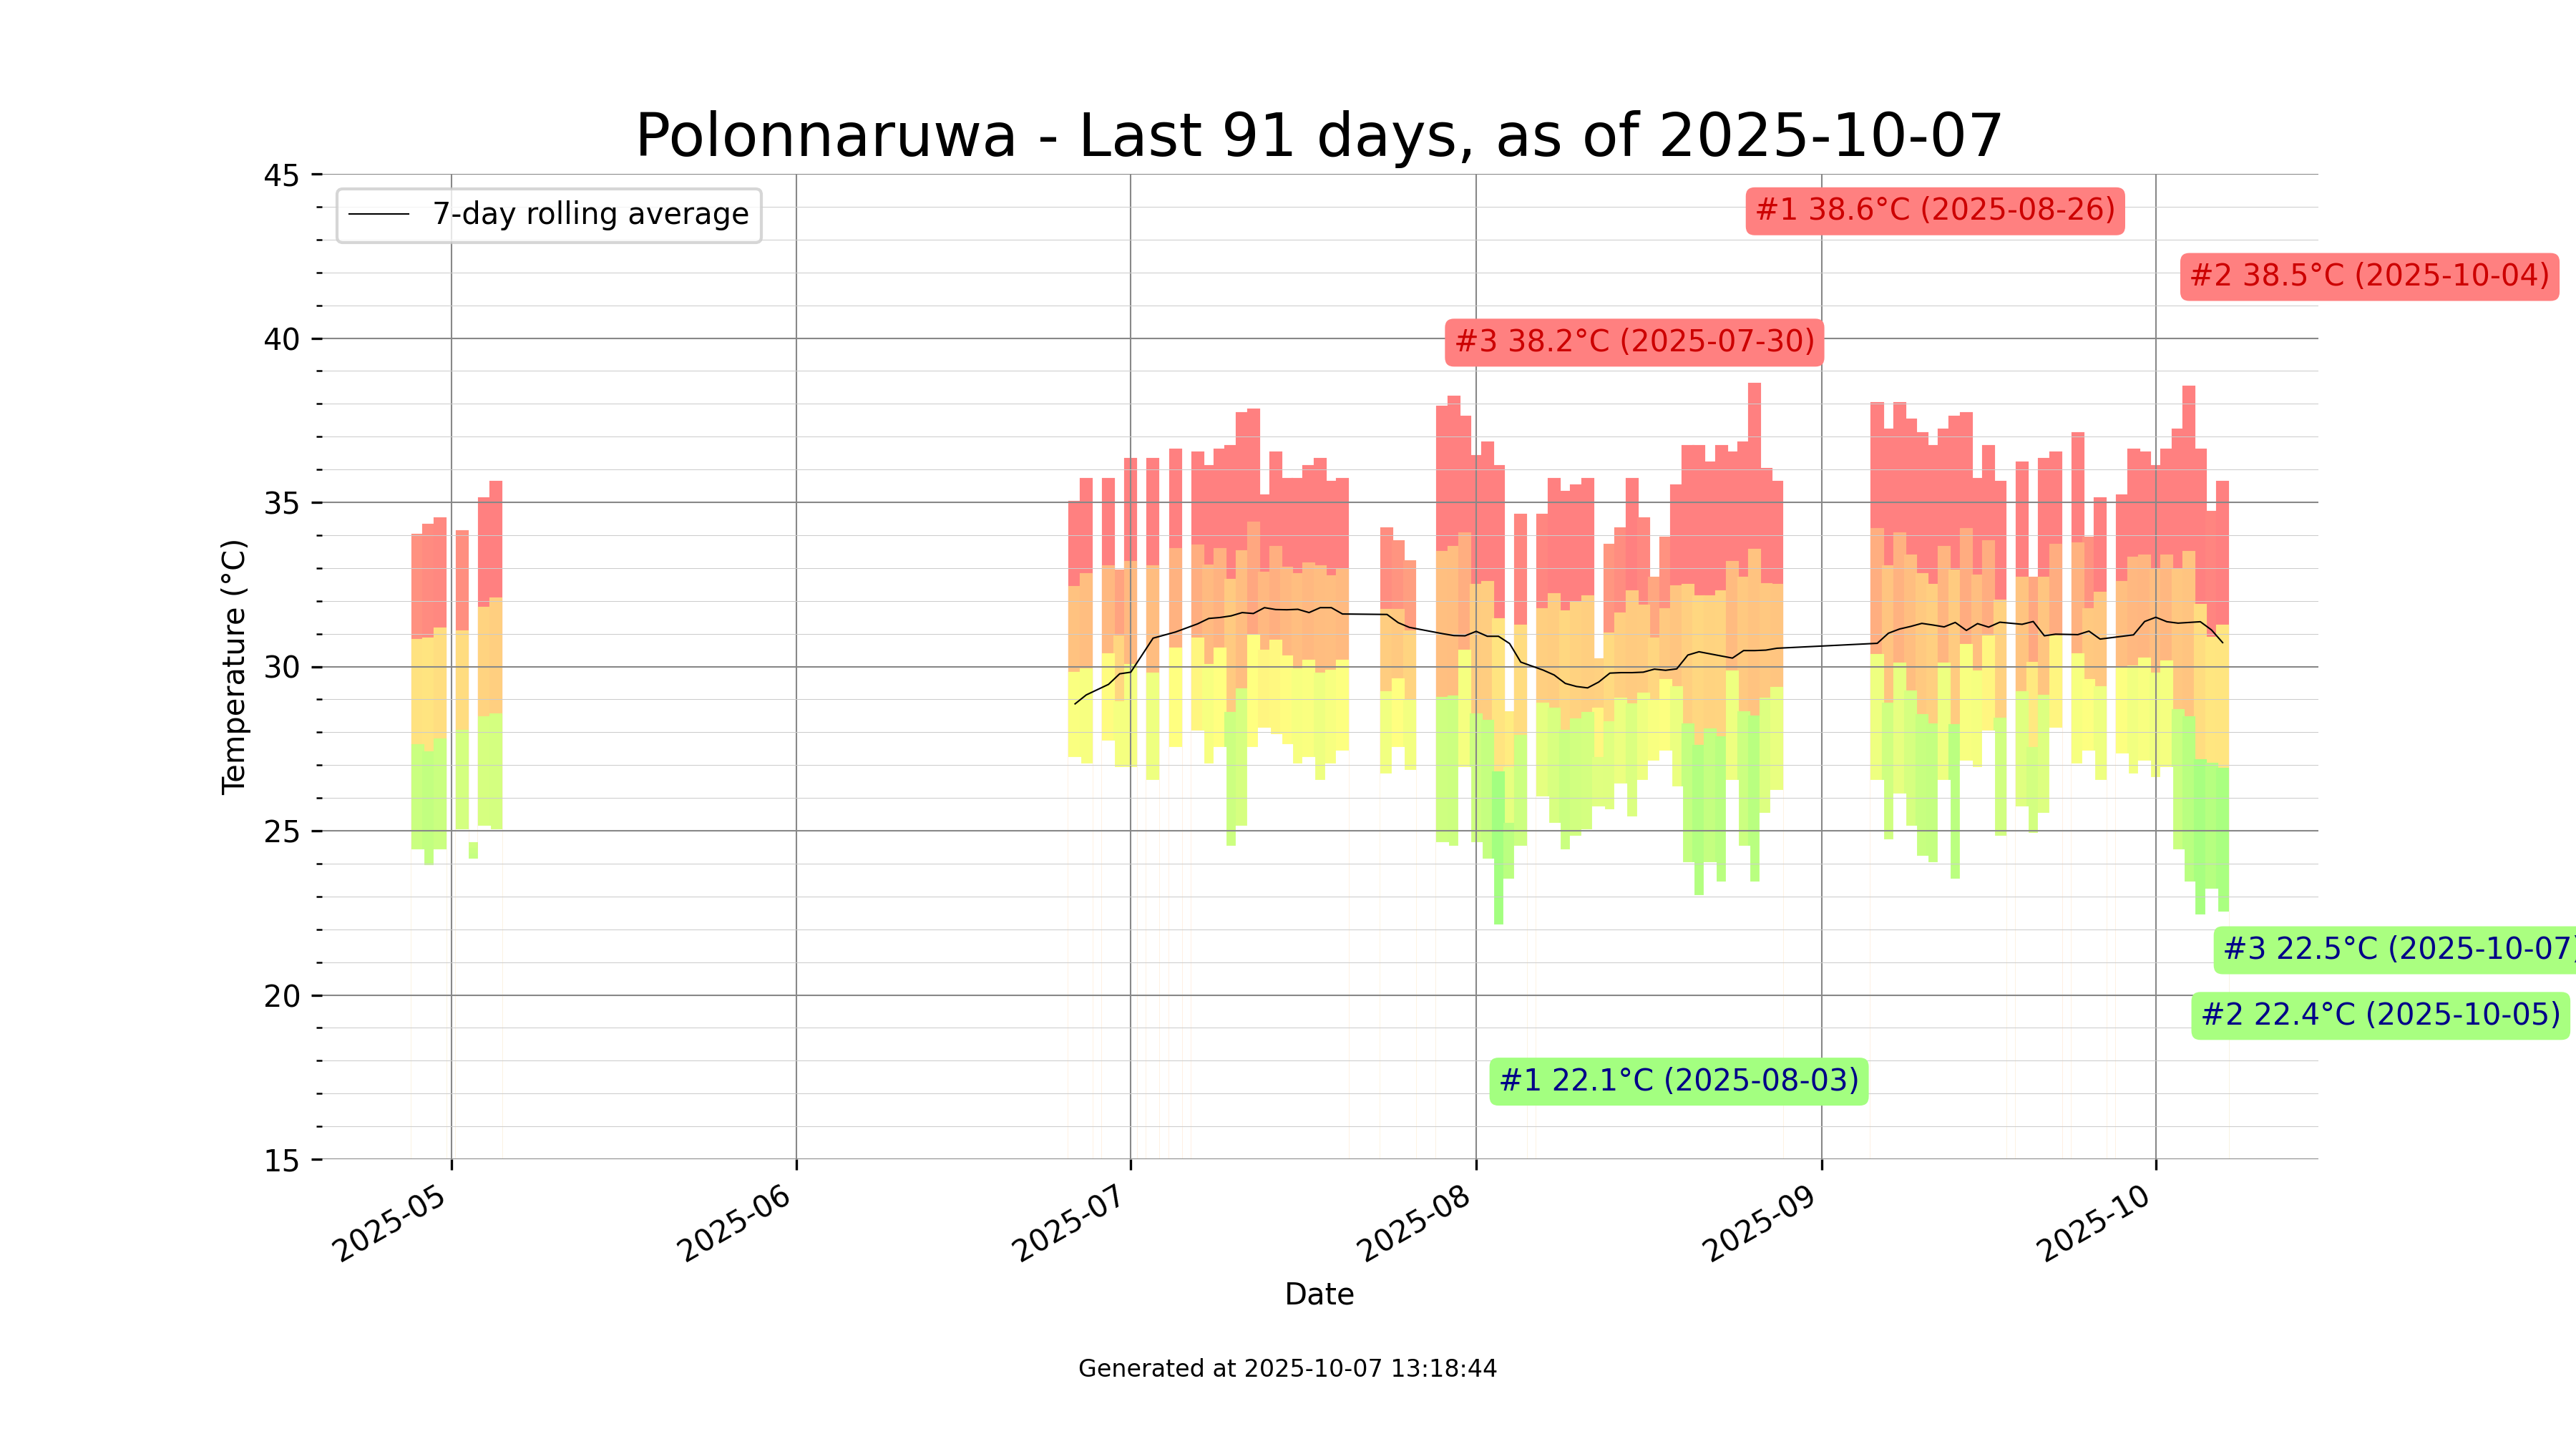 Polonnaruwa - Last 91 days, as of 2025-10-07
45
7-day rolling average
#1 38.6°C (2025-08-26)
#2 38.5°C (2025-10-04)
40
#3 38.2°C (2025-07-30)
35
30
Temperature (°C)
25
#3 22.5°C (2025-10-07)
20
#2 22.4°C (2025-10-05)
#1 22.1°C (2025-08-03)
15
2025-05
2025-06
2025-07
2025-08
2025-09
2025-10
Date
Generated at 2025-10-07 13:18:44